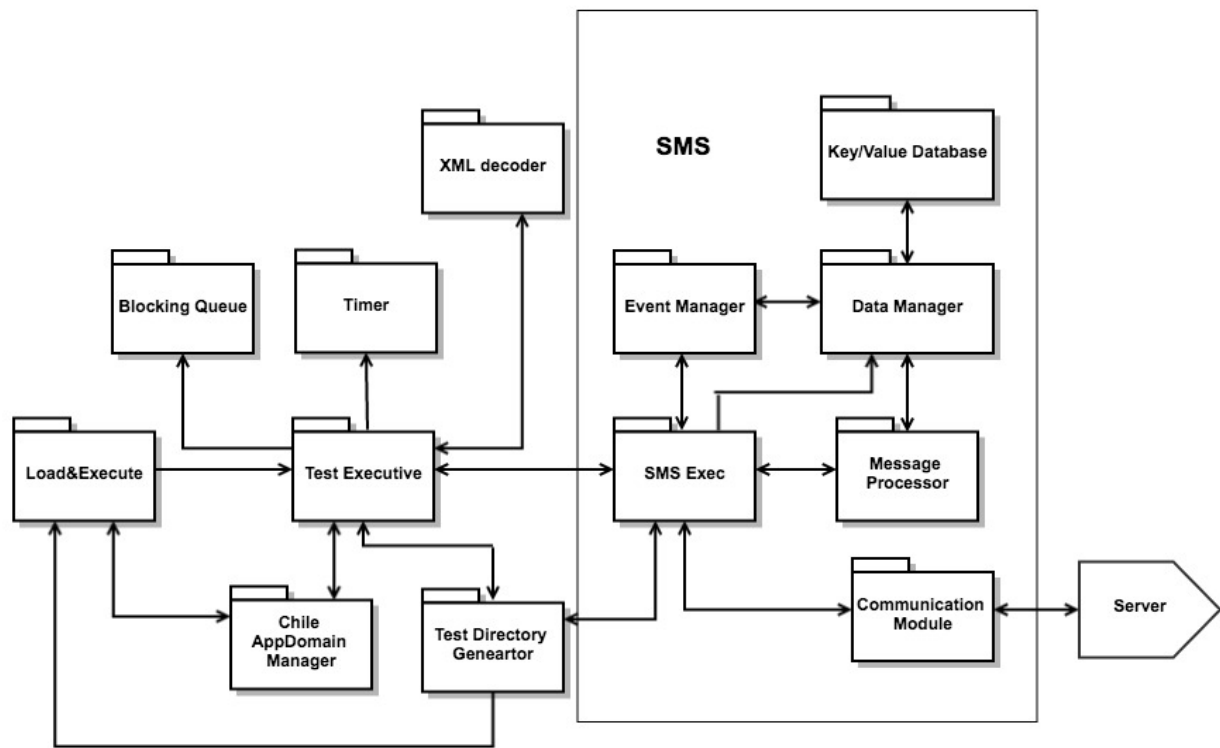 SMS
XML decoder
Key/Value Database
Blocking Queue
Timer
Event Manager
Data Manager
Load&Execute
Test Executive
SMS Exec
Message
Processor
Chile
AppDomain
Manager
Test Directory
Geneartor
Communication
Module
Server